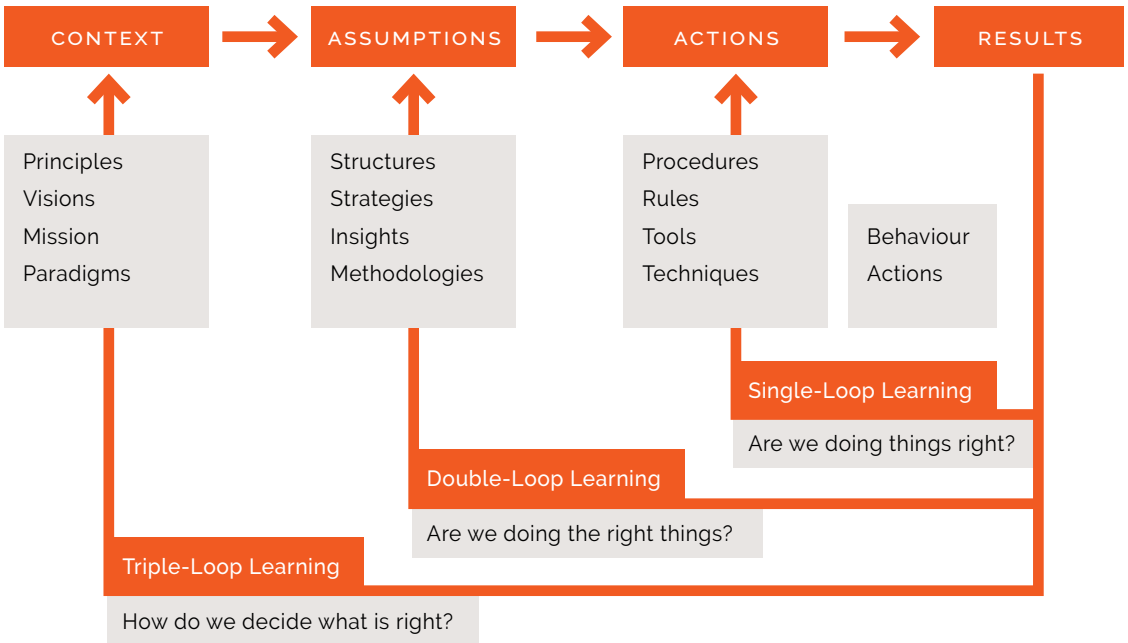 CONTEXT
ASSUMPTIONS
ACTIONS
RESULTS
Principles
Visions
Mission
Paradigms
Structures
Strategies
Insights
Methodologies
Procedures
Rules
Tools
Techniques
Behaviour
Actions
Single-Loop Learning
Are we doing things right?
Double-Loop Learning
Are we doing the right things?
Triple-Loop Learning
How do we decide what is right?